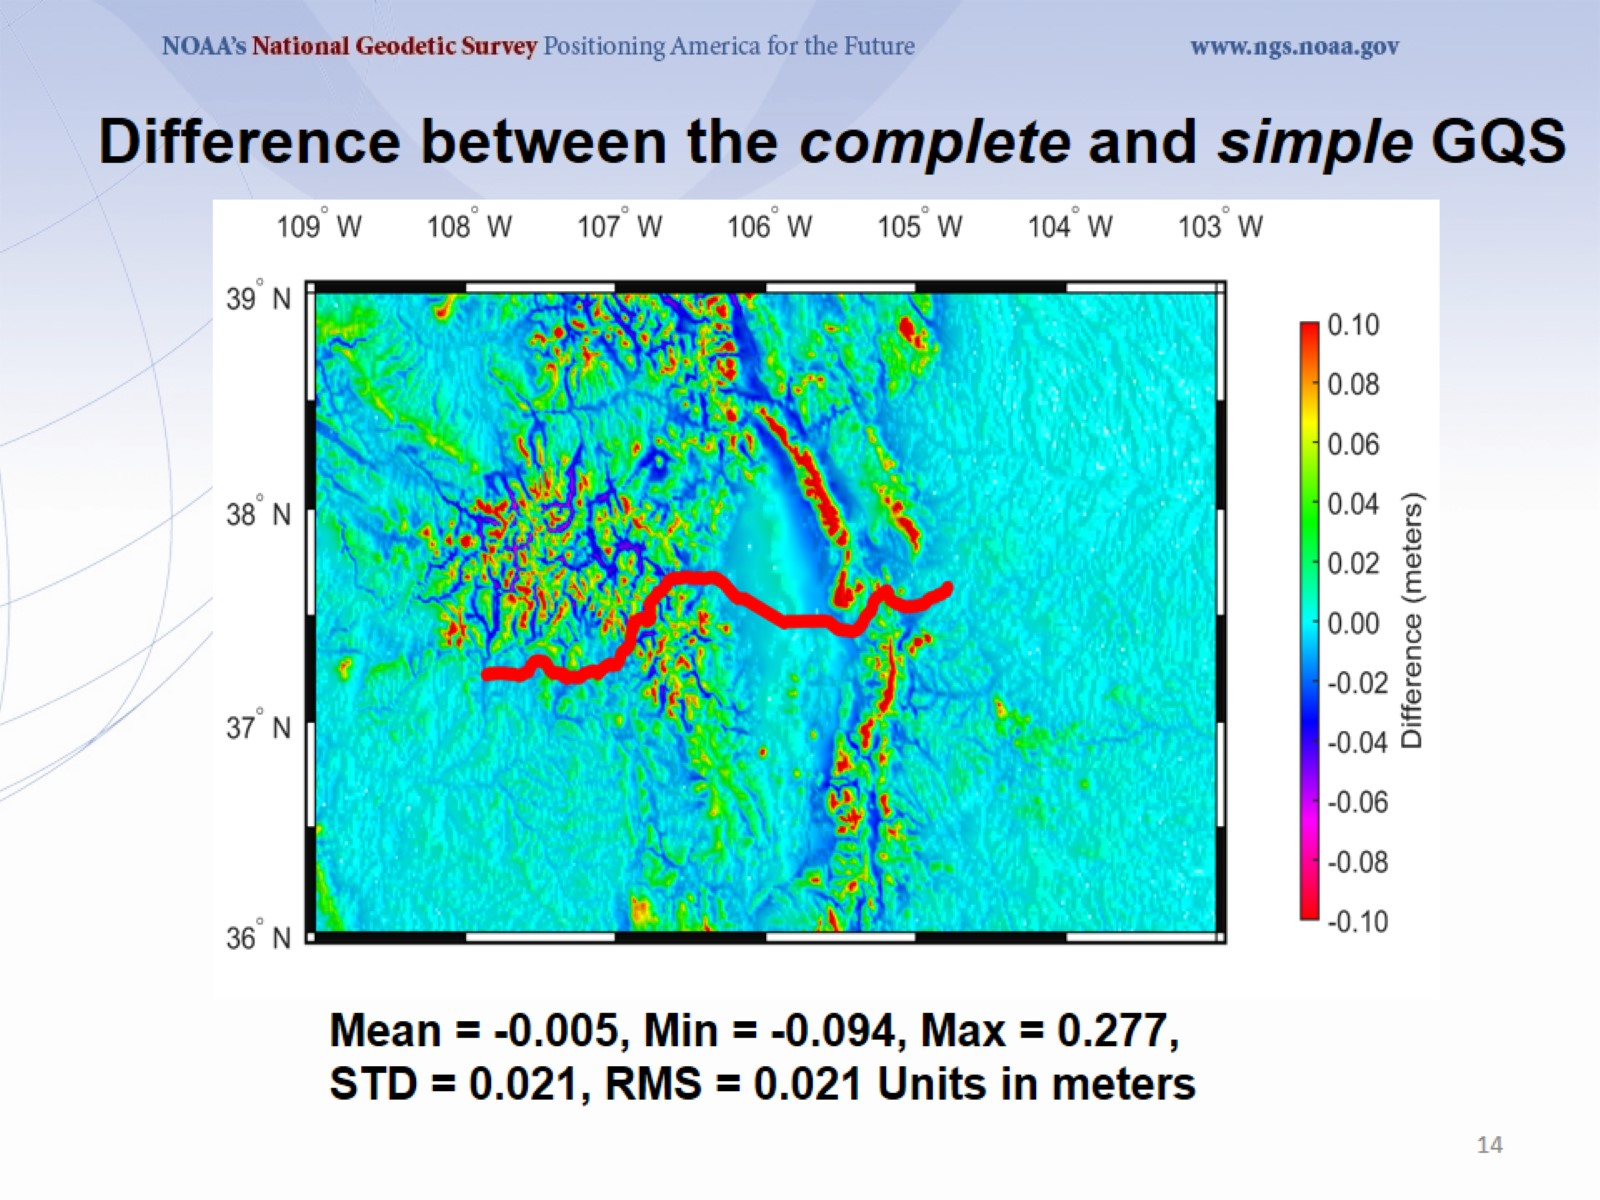 NOAA's National Geodetic Survey Positioning America for the Future www.ngs.noaa.gov
Difference between the complete and simple GQS
109° W 108° W 107° W 106° W 105° W 104° W 103° W
39° N
38° N
37° N
36° N
0.10
0.08
0.06
0.04
0.02
0.00
-0.02
-0.04
-0.06
-0.08
-0.10
Difference (meters)
Mean = -0.005, Min = -0.094, Max = 0.277,
STD = 0.021, RMS = 0.021 Units in meters
14